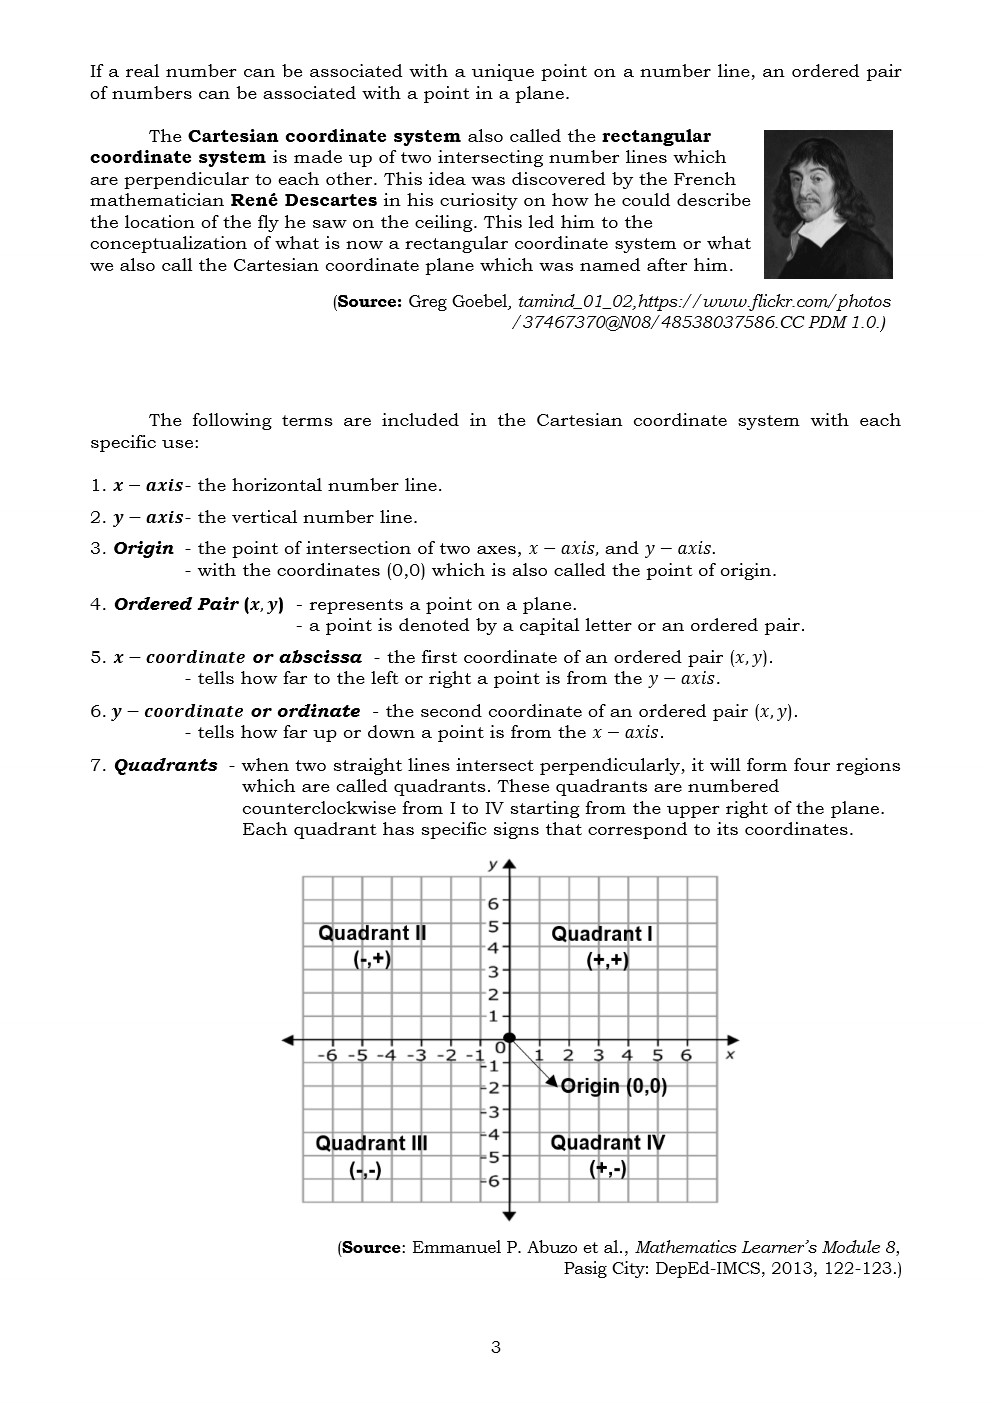 If a real number can be associated with a unique point on a number line, an ordered pair
of numbers can be associated with a point in a plane.
The Cartesian coordinate system also called the rectangular
coordinate system is made up of two intersecting number lines which
are perpendicular to each other. This idea was discovered by the French
mathematician René Descartes in his curiosity on how he could describe
the location of the fly he saw on the ceiling. This led him to the
conceptualization of what is now a rectangular coordinate system or what
we also call the Cartesian coordinate plane which was named after him.
(Source: Greg Goebel, tamind_01_02,https://www.flickr.com/photos
/37467370@N08/48538037586.CC PDM 1.0.)
The following terms are included in the Cartesian coordinate system with each
specific use:
1. x – axis- the horizontal number line.
2. y – axis- the vertical number line.
3. Origin - the point of intersection of two axes, x – axis, and y – axis.
- with the coordinates (0,0) which is also called the point of origin.
4. Ordered Pair (x, y) - represents a point on a plane.
- a point is denoted by a capital letter or an ordered pair.
5. x – coordinate or abscissa - the first coordinate of an ordered pair (x, y).
- tells how far to the left or right a point is from the y – axis.
6. y – coordinate or ordinate - the second coordinate of an ordered pair (x, y).
- tells how far up or down a point is from the x – axis.
7. Quadrants - when two straight lines intersect perpendicularly, it will form four regions
which are called quadrants. These quadrants are numbered
counterclockwise from I to IV starting from the upper right of the plane.
Each quadrant has specific signs that correspond to its coordinates.
y
6
5
Quadrant II Quadrant I
4
(-,+) (+,+)
3
2
1
0
-6 -5 -4 -3 -2 -1 1 2 3 4 5 6 x
-1
-2 Origin (0,0)
-3
-4
Quadrant III Quadrant IV
-5
(-,-) (+,-)
-6
(Source: Emmanuel P. Abuzo et al., Mathematics Learner's Module 8,
Pasig City: DepEd-IMCS, 2013, 122-123.)
3